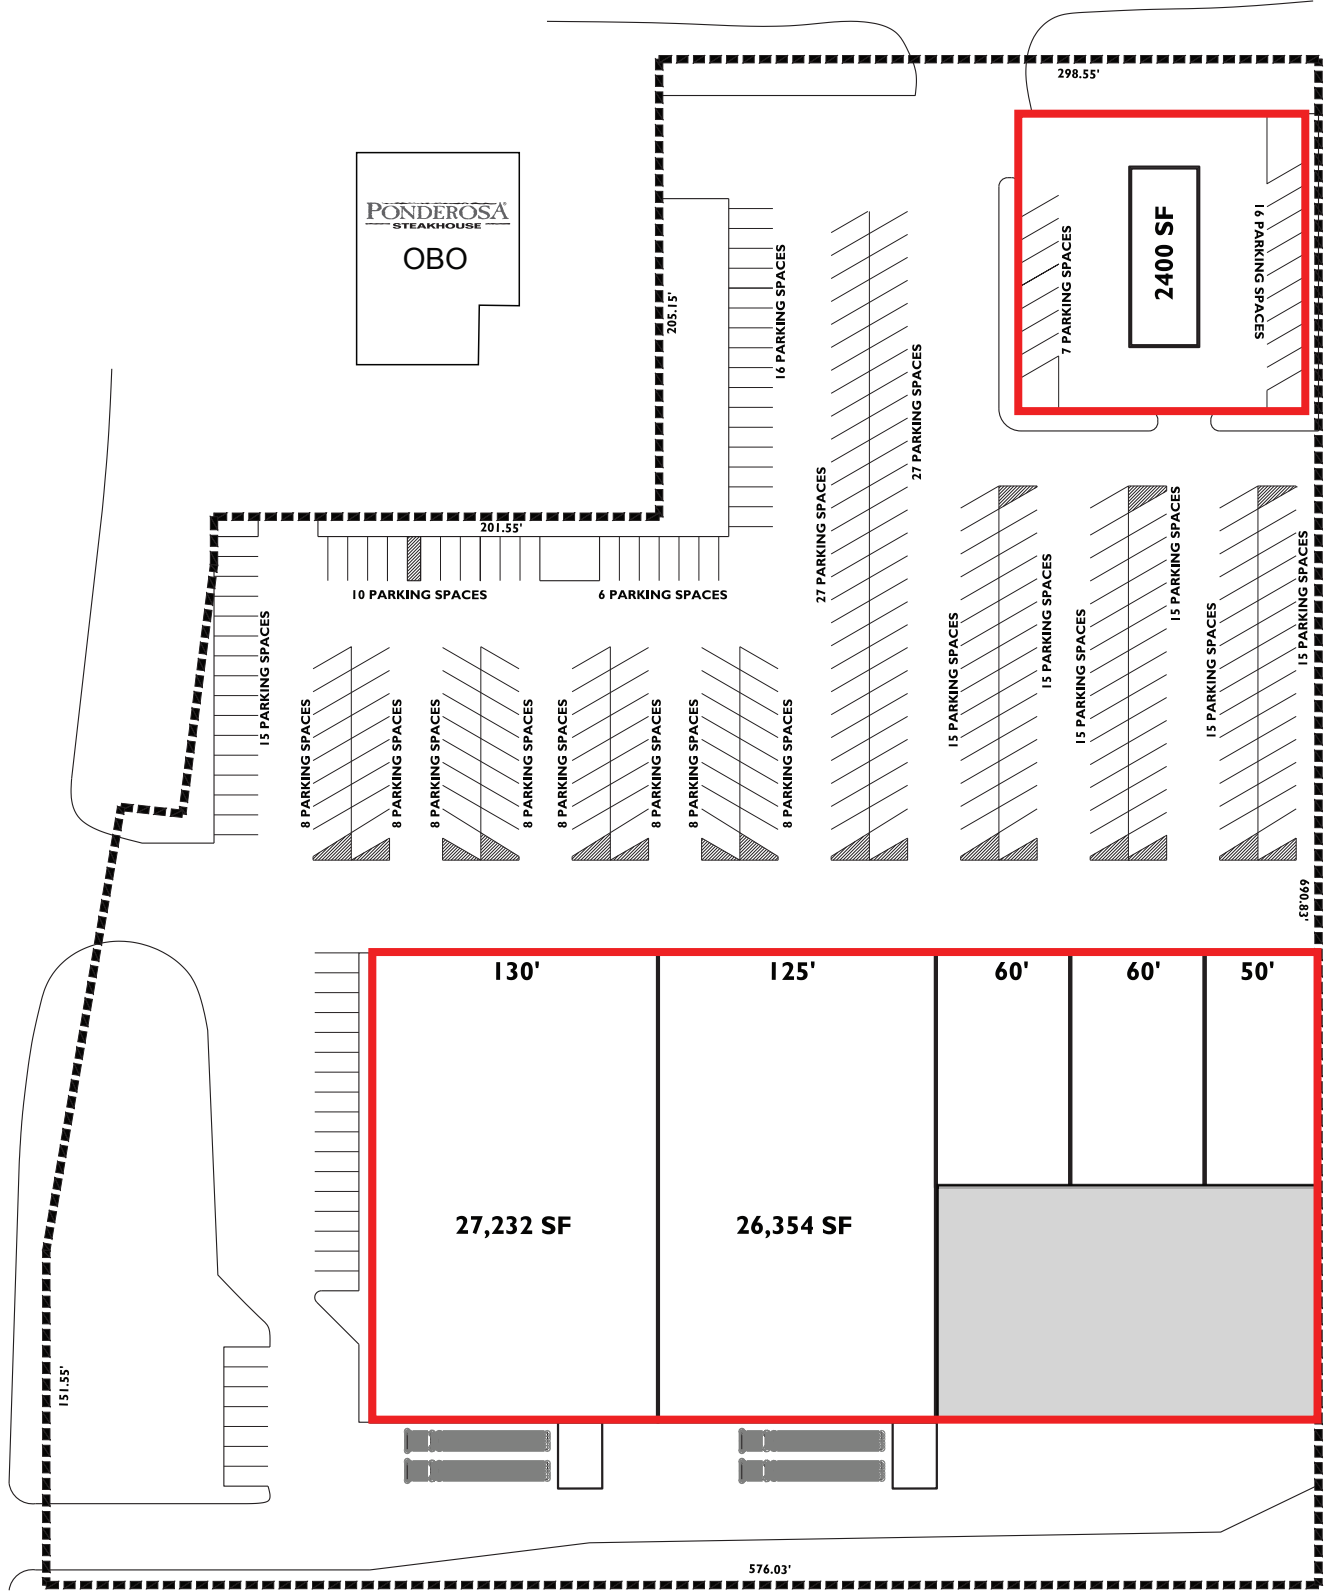 298.55'
PONDEROSA
STEAKHOUSE
OBO
205.15'
16 PARKING SPACES
7 PARKING SPACES
2400 SF
16 PARKING SPACES
27 PARKING SPACES
27 PARKING SPACES
201.55'
10 PARKING SPACES
6 PARKING SPACES
15 PARKING SPACES
15 PARKING SPACES
15 PARKING SPACES
15 PARKING SPACES
15 PARKING SPACES
15 PARKING SPACES
15 PARKING SPACES
8 PARKING SPACES
8 PARKING SPACES
8 PARKING SPACES
8 PARKING SPACES
8 PARKING SPACES
8 PARKING SPACES
8 PARKING SPACES
8 PARKING SPACES
690.83'
130'
125'
60'
60'
50'
27,232 SF
26,354 SF
151.55'
576.03'